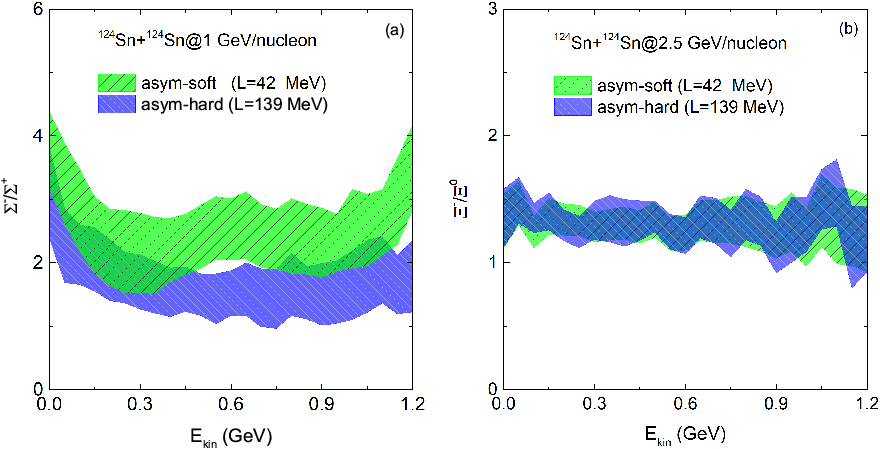 (a)
¹²⁴Sn+¹²⁴Sn@1 GeV/nucleon
asym-soft (L=42 MeV)
asym-hard (L=139 MeV)
Σ⁻/Σ⁺
6
4
2
0
0.0 0.3 0.6 0.9 1.2
E_kin (GeV)
(b)
¹²⁴Sn+¹²⁴Sn@2.5 GeV/nucleon
asym-soft (L=42 MeV)
asym-hard (L=139 MeV)
Ξ⁻/Ξ⁰
3
2
1
0
0.0 0.3 0.6 0.9 1.2
E_kin (GeV)